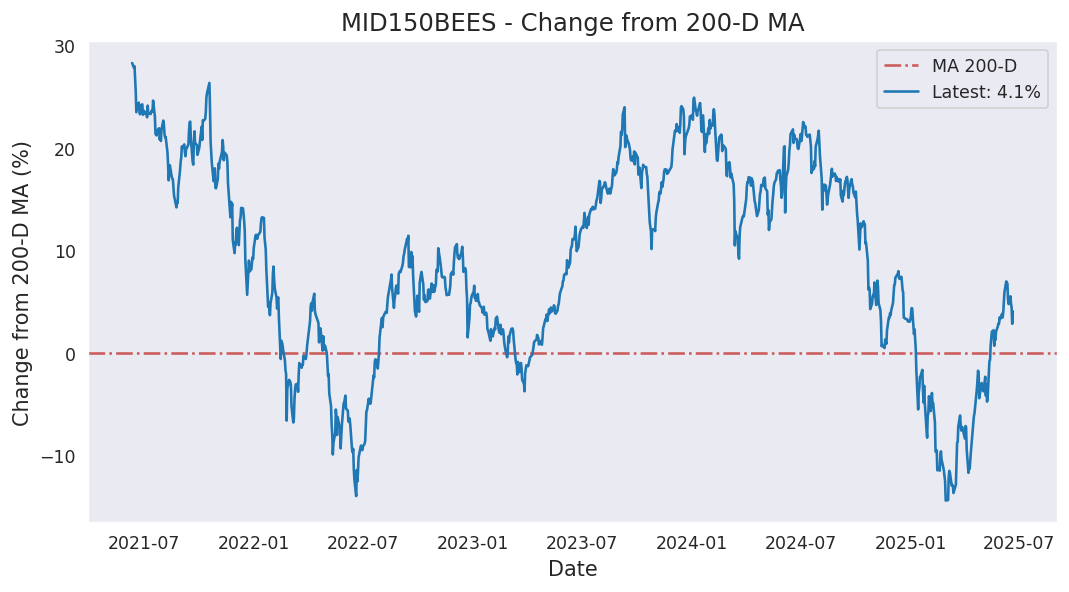 MID150BEES - Change from 200-D MA
MA 200-D
Latest: 4.1%
Change from 200-D MA (%)
30
20
10
0
−10
2021-07 2022-01 2022-07 2023-01 2023-07 2024-01 2024-07 2025-01 2025-07
Date